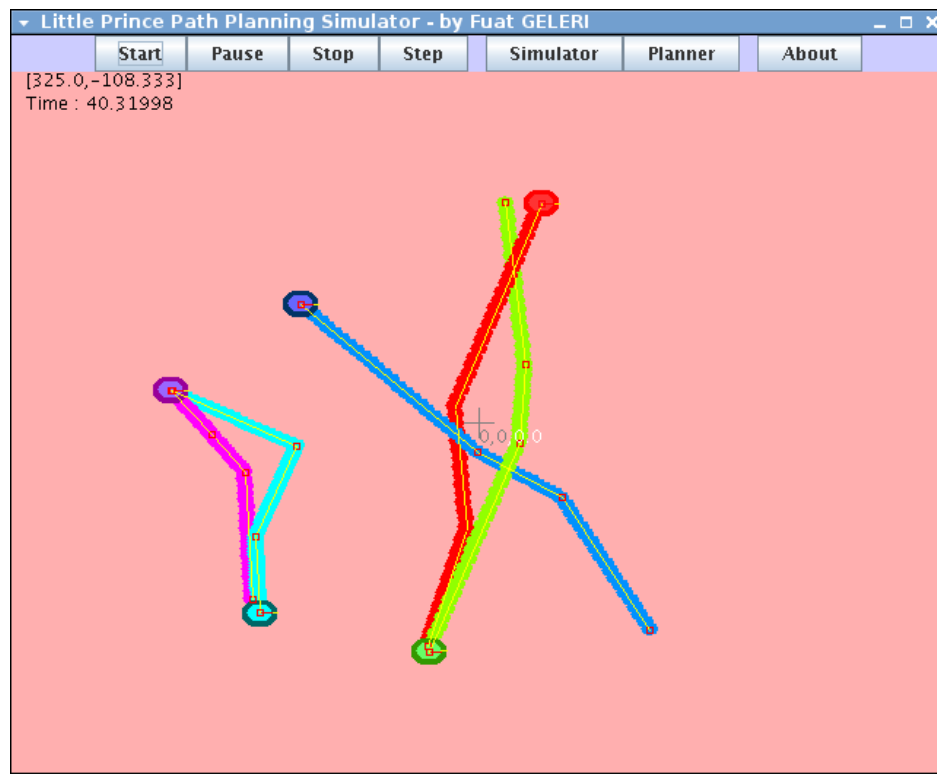 Little Prince Path Planning Simulator - by Fuat GELERI
Start Pause Stop Step Simulator Planner About
[325.0,-108.333]
Time : 40.31998
0,0,0,0